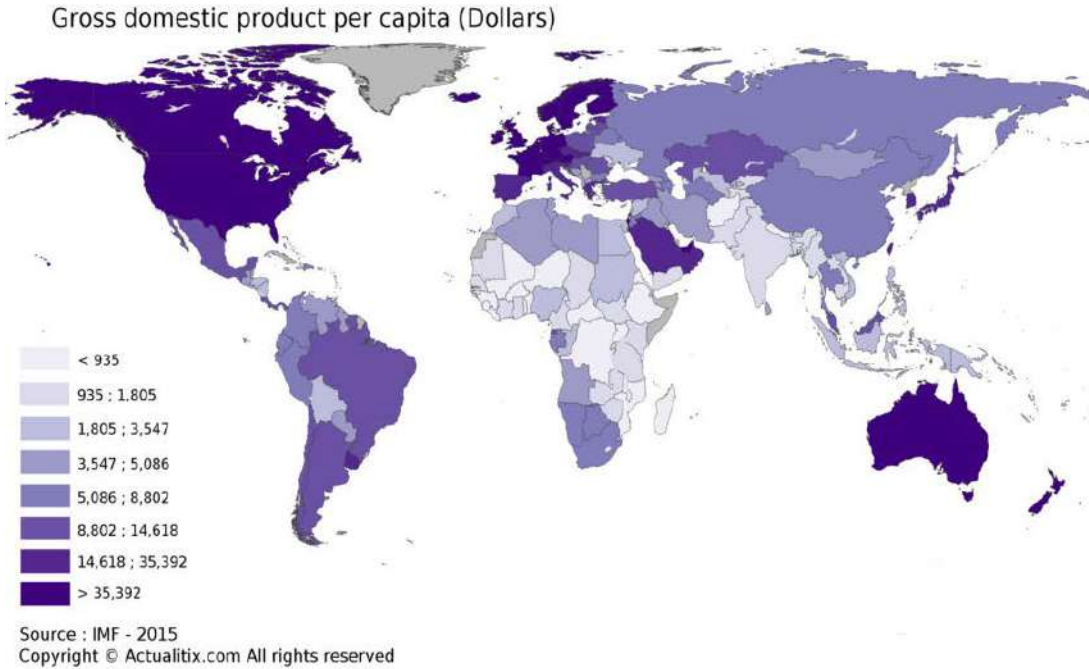 Gross domestic product per capita (Dollars)
< 935
935 ; 1.805
1,805 ; 3,547
3,547 ; 5,086
5,086 ; 8,802
8,802 ; 14,618
14,618 ; 35,392
> 35,392
Source : IMF - 2015
Copyright © Actualitix.com All rights reserved